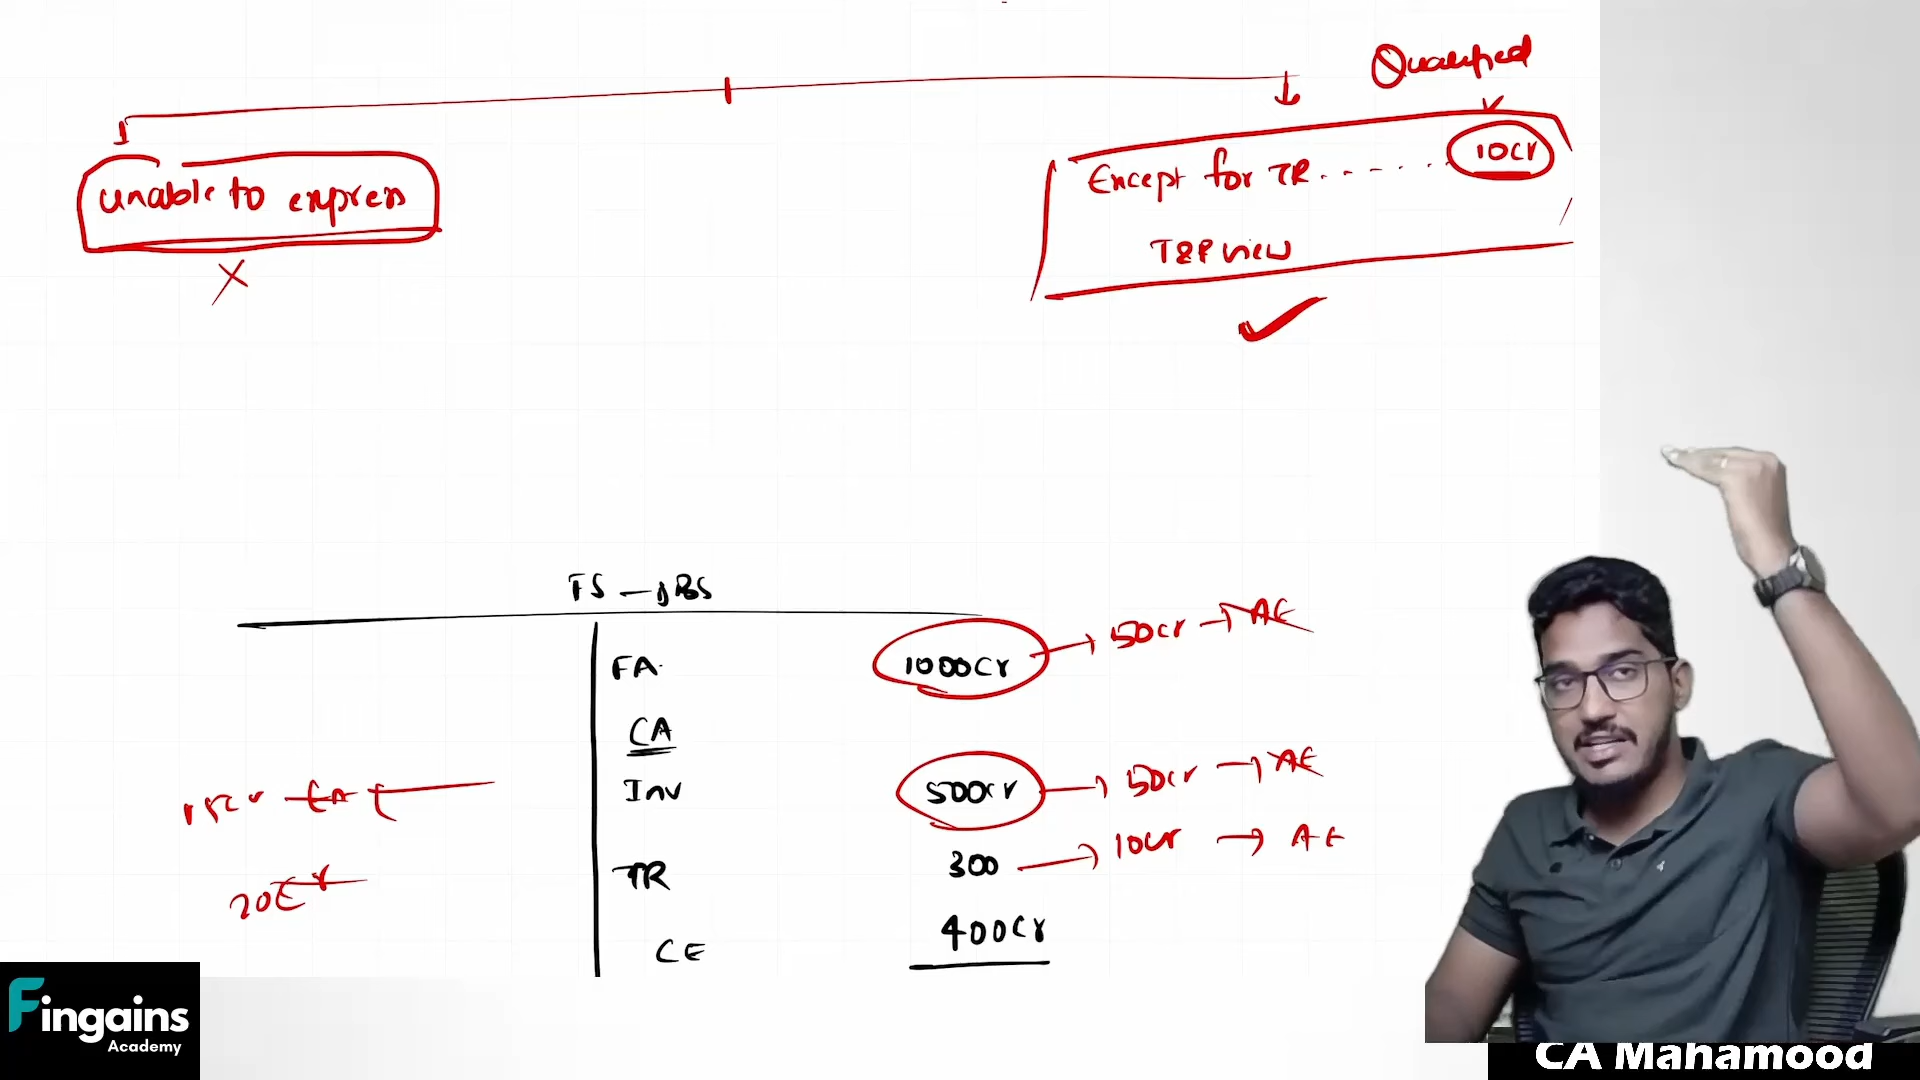 Qualified
unable to express
X
Except for TR...... 10cr
T&F view
FS → BS
FA 1000Cr → 50cr → AE
CA
Inv 500cr → 50cr → AE
TR 300 → 10cr → AE
20Cr
CE 400Cr
Fingains
Academy
CA Mahamood